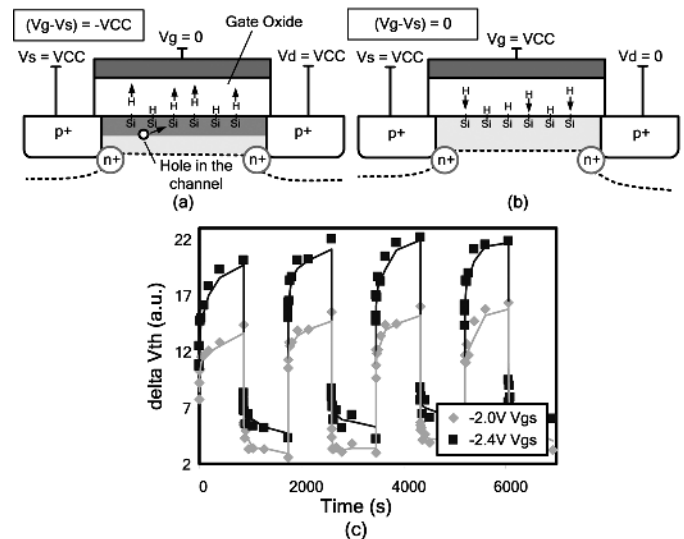 (Vg-Vs) = -VCC
Vg = 0
Gate Oxide
Vs = VCC
Vd = VCC
H H H H H H
Si Si Si Si Si Si
p+
p+
n+
n+
Hole in the
channel
(a)
(Vg-Vs) = 0
Vs = VCC
Vg = VCC
Vd = 0
H H H H H H
Si Si Si Si Si Si
p+
p+
n+
n+
(b)
delta Vth (a.u.)
22
17
12
7
2
0 2000 4000 6000
Time (s)
-2.0V Vgs
-2.4V Vgs
(c)